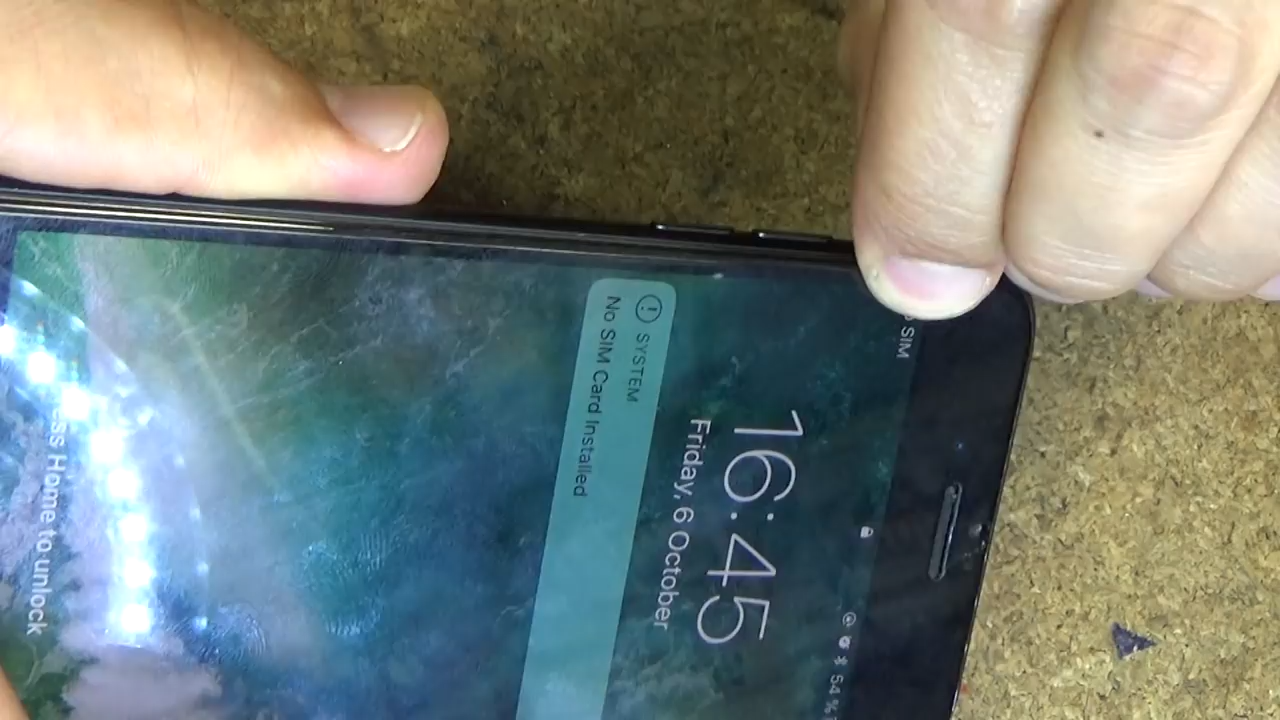 SIM
54 %
16:45
Friday, 6 October
SYSTEM
No SIM Card Installed
Home to unlock